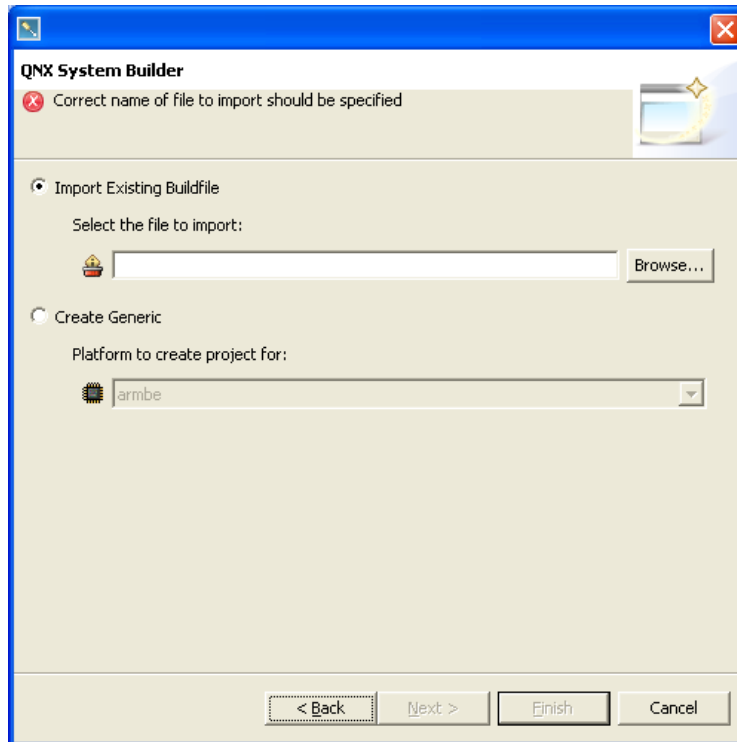 QNX System Builder
Correct name of file to import should be specified
Import Existing Buildfile
Select the file to import:
Browse...
Create Generic
Platform to create project for:
armbe
< Back
Next >
Finish
Cancel